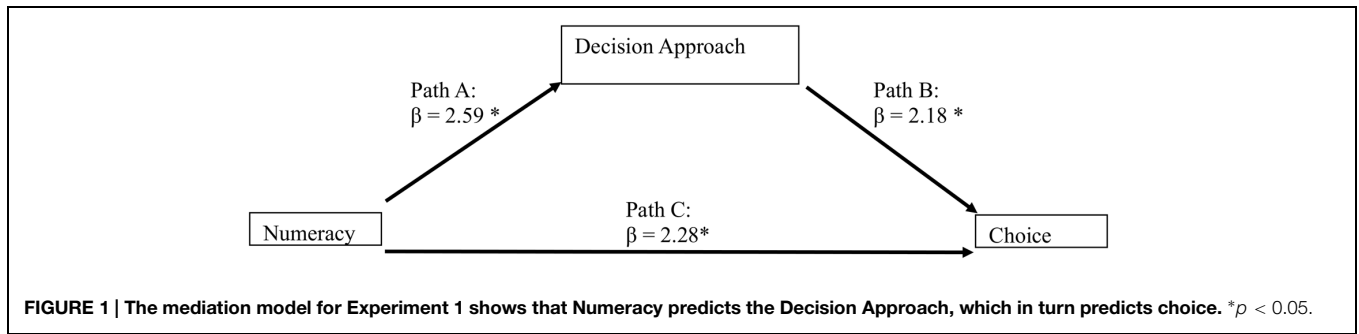 Decision Approach
Path A:
β = 2.59 *
Path B:
β = 2.18 *
Path C:
β = 2.28*
Numeracy
Choice
FIGURE 1 | The mediation model for Experiment 1 shows that Numeracy predicts the Decision Approach, which in turn predicts choice. *p < 0.05.